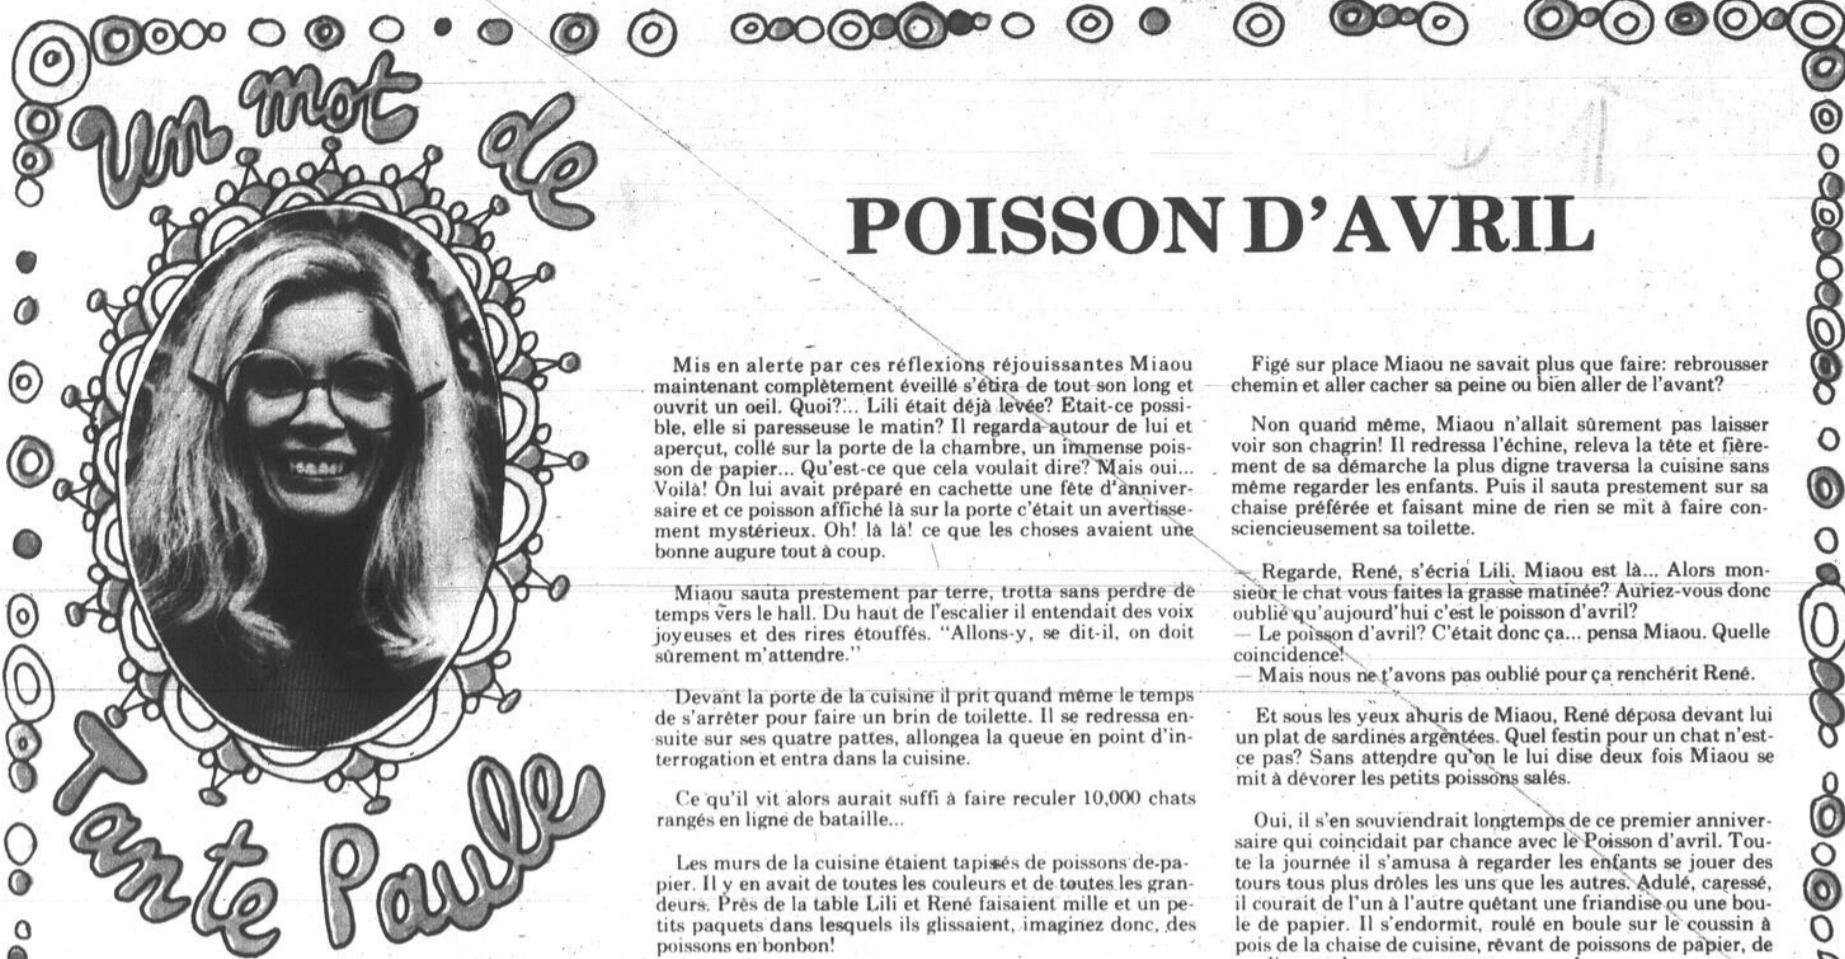 Un mot de
Tante Paule
POISSON D'AVRIL
Mis en alerte par ces réflexions réjouissantes Miaou
maintenant complètement éveillé s'étira de tout son long et
ouvrit un oeil. Quoi?... Lili était déjà levée? Etait-ce possi-
ble, elle si paresseuse le matin? Il regarda autour de lui et
aperçut, collé sur la porte de la chambre, un immense pois-
son de papier... Qu'est-ce que cela voulait dire? Mais oui...
Voilà! On lui avait préparé en cachette une fête d'anniver-
saire et ce poisson affiché là sur la porte c'était un avertisse-
ment mystérieux. Oh! là là! ce que les choses avaient une
bonne augure tout à coup.
Miaou sauta prestement par terre, trotta sans perdre de
temps vers le hall. Du haut de l'escalier il entendait des voix
joyeuses et des rires étouffés. "Allons-y, se dit-il, on doit
sûrement m'attendre."
Devant la porte de la cuisine il prit quand même le temps
de s'arrêter pour faire un brin de toilette. Il se redressa en-
suite sur ses quatre pattes, allongea la queue en point d'in-
terrogation et entra dans la cuisine.
Ce qu'il vit alors aurait suffi à faire reculer 10,000 chats
rangés en ligne de bataille...
Les murs de la cuisine étaient tapissés de poissons de-pa-
pier. Il y en avait de toutes les couleurs et de toutes les gran-
deurs. Près de la table Lili et René faisaient mille et un pe-
tits paquets dans lesquels ils glissaient, imaginez donc, des
poissons en bonbon!
Figé sur place Miaou ne savait plus que faire: rebrousser
chemin et aller cacher sa peine ou bien aller de l'avant?
Non quand même, Miaou n'allait sûrement pas laisser
voir son chagrin! Il redressa l'échine, releva la tête et fière-
ment de sa démarche la plus digne traversa la cuisine sans
même regarder les enfants. Puis il sauta prestement sur sa
chaise préférée et faisant mine de rien se mit à faire con-
sciencieusement sa toilette.
— Regarde, René, s'écria Lili, Miaou est là... Alors mon-
sieur le chat vous faites la grasse matinée? Auriez-vous donc
oublié qu'aujourd'hui c'est le poisson d'avril?
— Le poisson d'avril? C'était donc ça... pensa Miaou. Quelle
coincidence!
— Mais nous ne t'avons pas oublié pour ça renchérit René.
Et sous les yeux ahuris de Miaou, René déposa devant lui
un plat de sardines argentées. Quel festin pour un chat n'est-
ce pas? Sans attendre qu'on le lui dise deux fois Miaou se
mit à dévorer les petits poissons salés.
Oui, il s'en souviendrait longtemps de ce premier anniver-
saire qui coincidait par chance avec le Poisson d'avril. Tou-
te la journée il s'amusa à regarder les enfants se jouer des
tours tous plus drôles les uns que les autres. Adulé, caressé,
il courait de l'un à l'autre quêtant une friandise ou une bou-
le de papier. Il s'endormit, roulé en boule sur le coussin à
pois de la chaise de cuisine, rêvant de poissons de papier, de